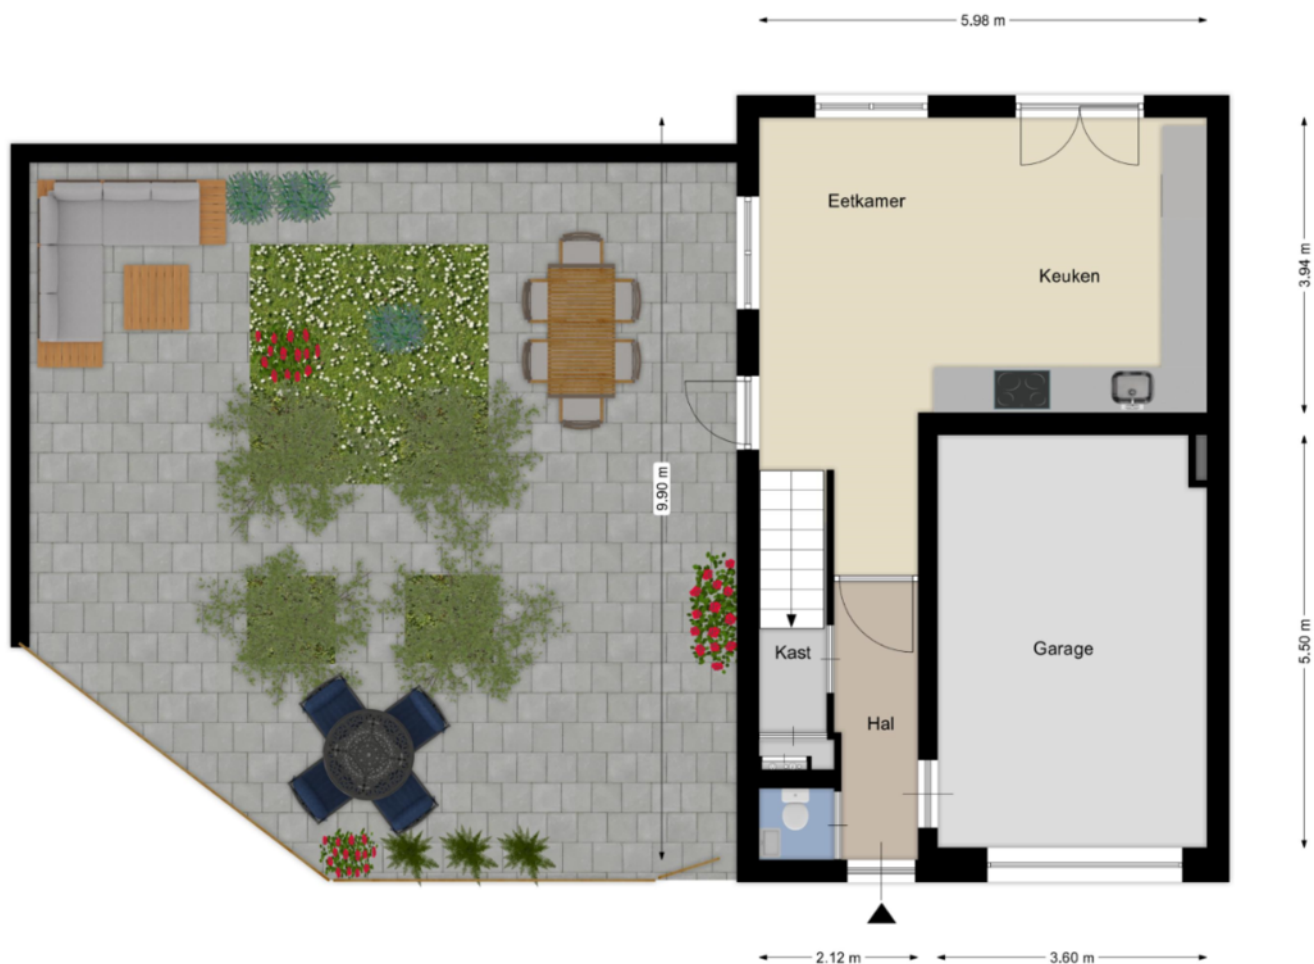 5.98 m
Eetkamer
Keuken
3.94 m
9.90 m
Kast
Garage
5.50 m
Hal
2.12 m
3.60 m